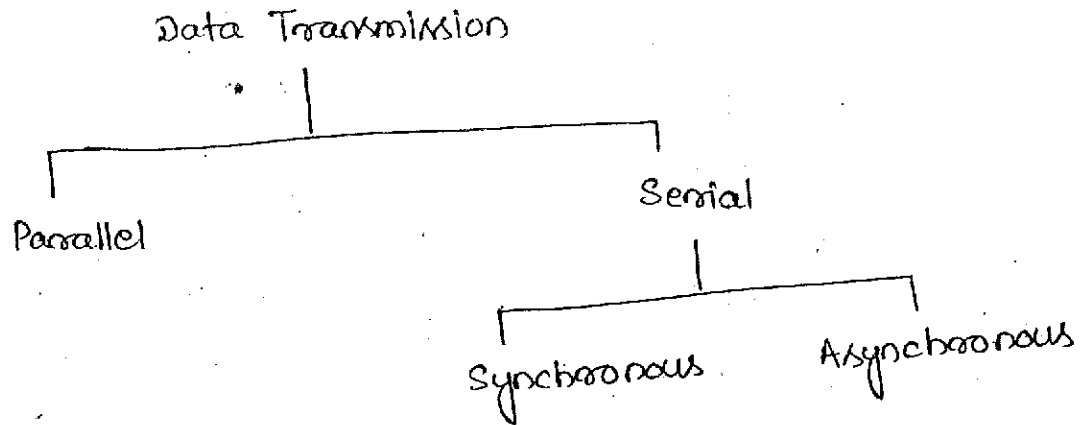 Data Transmission
Parallel
Serial
Synchronous
Asynchronous